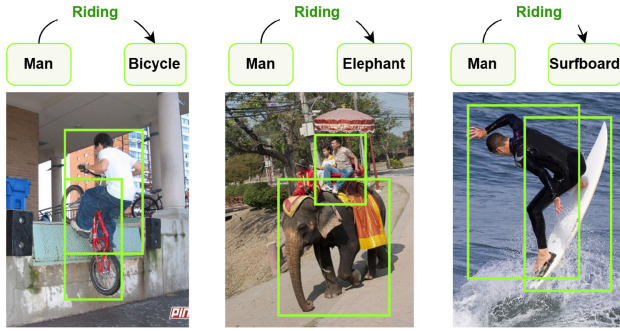 Riding
Man
Bicycle
Riding
Man
Elephant
Riding
Man
Surfboard